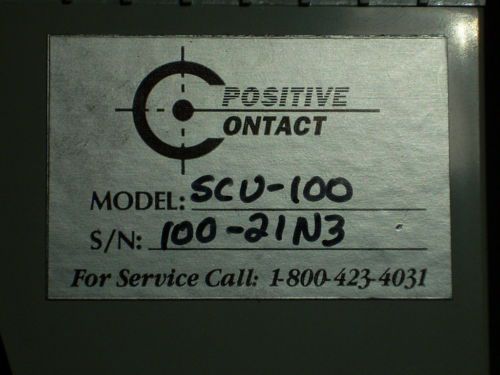 POSITIVE
CONTACT
MODEL: SCU-100
S/N: 100-21N3
For Service Call: 1-800-423-4031